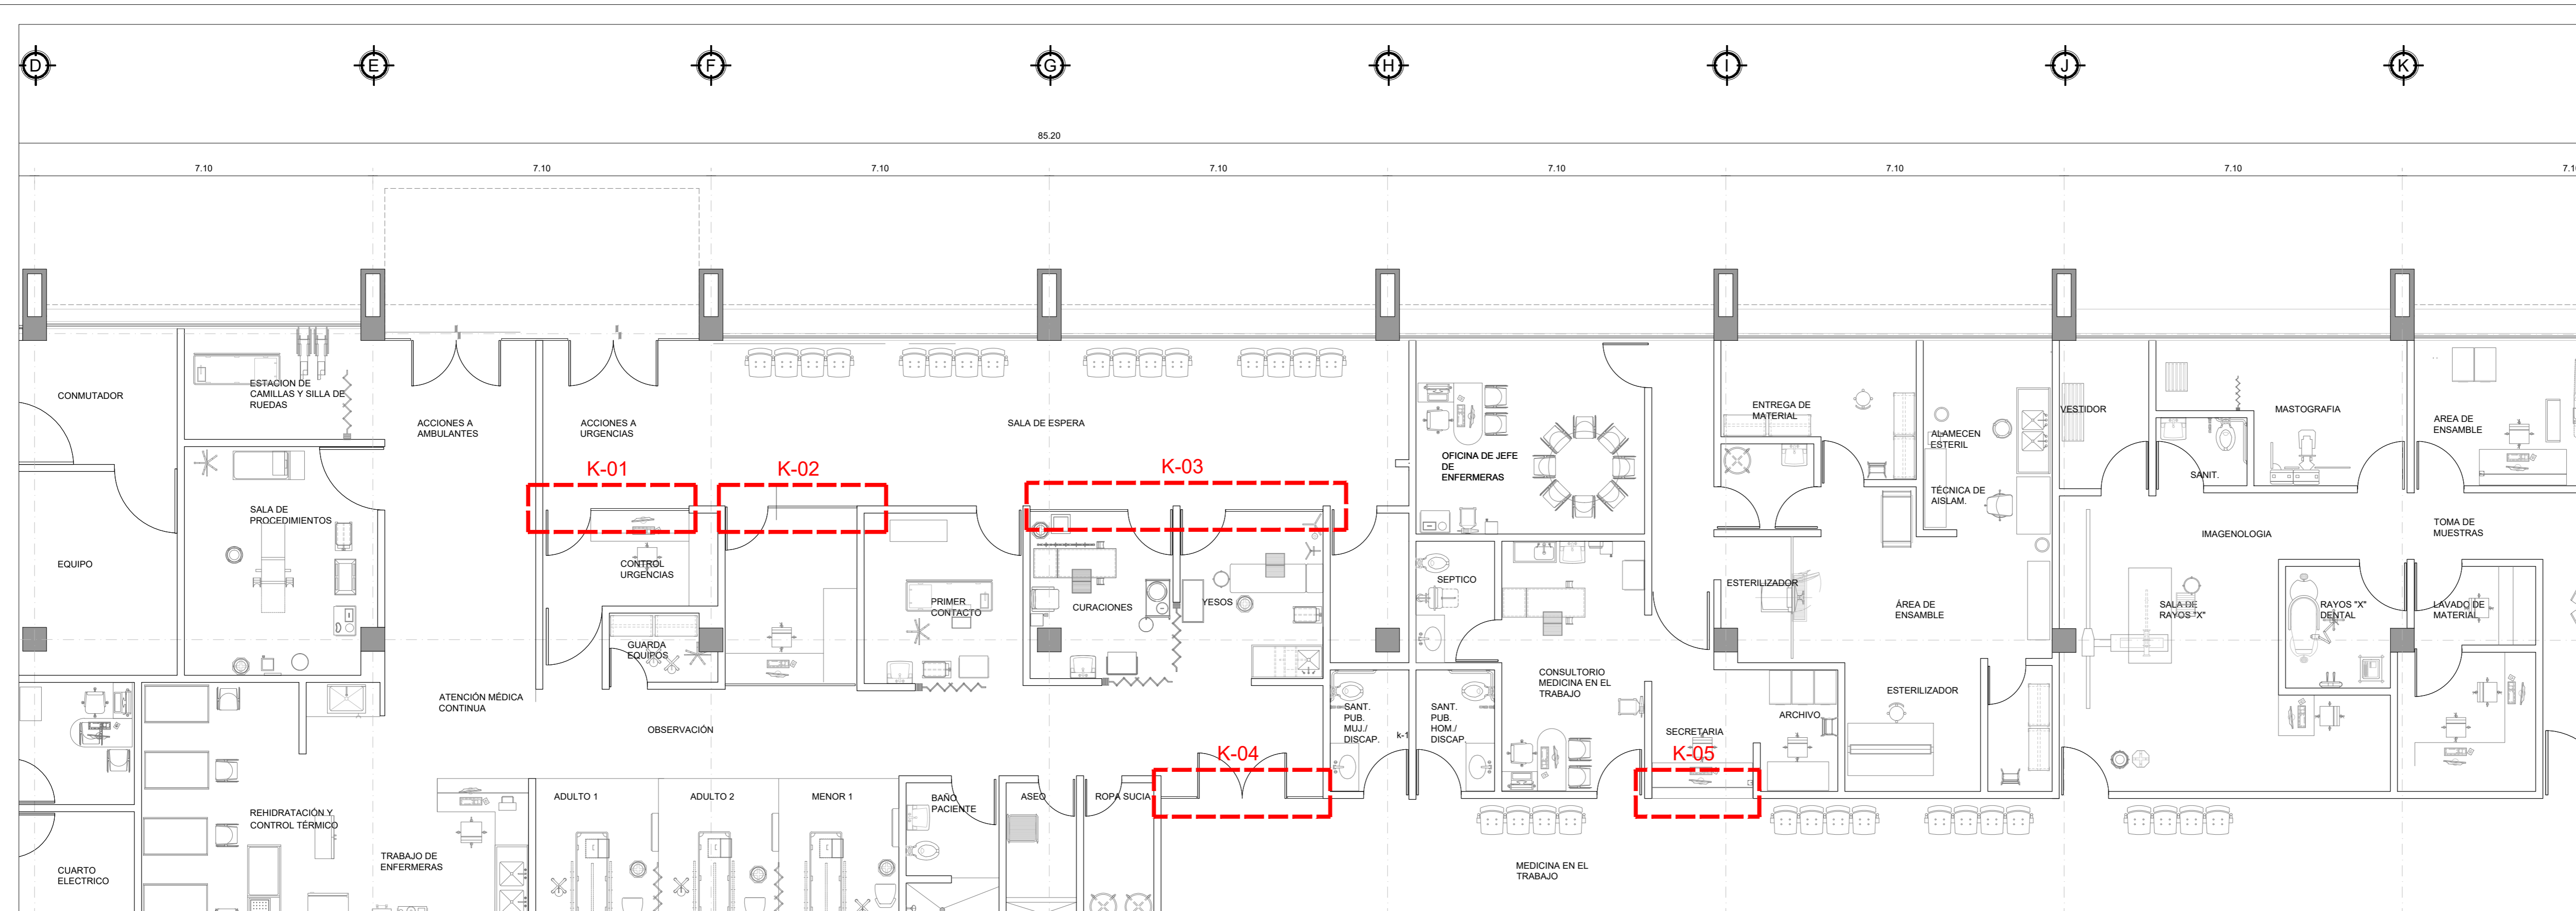 D
E
F
G
H
I
J
K
85.20
7.10
7.10
7.10
7.10
7.10
7.10
7.10
CONMUTADOR
ESTACION DE
CAMILLAS Y SILLA DE
RUEDAS
ACCIONES A
AMBULANTES
ACCIONES A
URGENCIAS
SALA DE ESPERA
OFICINA DE JEFE
DE
ENFERMERAS
ENTREGA DE
MATERIAL
ALAMECEN
ESTERIL
VESTIDOR
MASTOGRAFIA
AREA DE
ENSAMBLE
K-01
K-02
K-03
SANIT.
TÉCNICA DE
AISLAM.
SALA DE
PROCEDIMIENTOS
IMAGENOLOGIA
TOMA DE
MUESTRAS
EQUIPO
CONTROL
URGENCIAS
SEPTICO
ESTERILIZADOR
PRIMER
CONTACTO
CURACIONES
YESOS
ÁREA DE
ENSAMBLE
SALA DE
RAYOS "X"
RAYOS "X"
DENTAL
LAVADO DE
MATERIAL
GUARDA
EQUIPOS
CONSULTORIO
MEDICINA EN EL
TRABAJO
ESTERILIZADOR
ATENCIÓN MÉDICA
CONTINUA
SANT.
PUB.
MUJ./
DISCAP.
k-1
SANT.
PUB.
HOM./
DISCAP.
ARCHIVO
OBSERVACIÓN
SECRETARIA
K-04
K-05
ADULTO 1
ADULTO 2
MENOR 1
BAÑO
PACIENTE
ASEO
ROPA SUCIA
REHIDRATACIÓN Y
CONTROL TÉRMICO
TRABAJO DE
ENFERMERAS
CUARTO
ELECTRICO
MEDICINA EN EL
TRABAJO